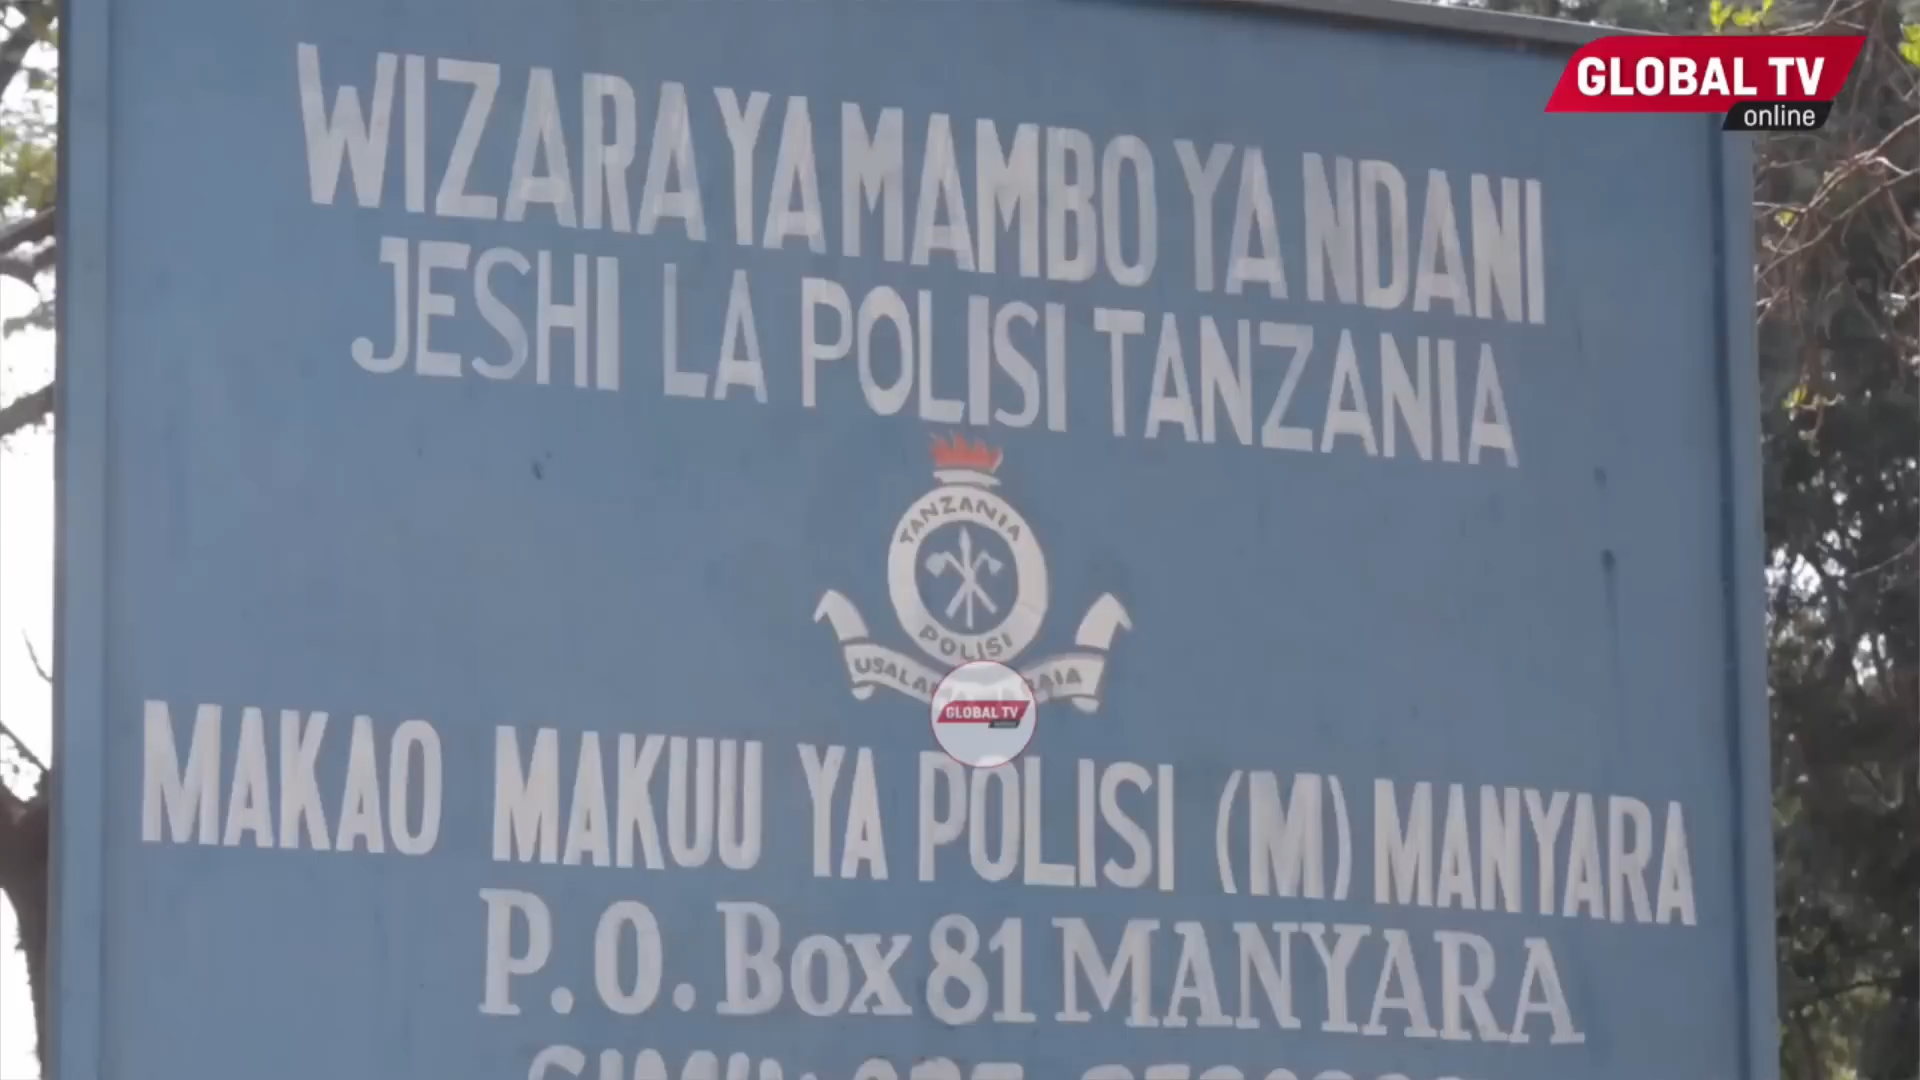 GLOBAL TV
online
WIZARA YA MAMBO YA NDANI
JESHI LA POLISI TANZANIA
TANZANIA
POLISI
MAKAO MAKUU YA POLISI (M) MANYARA
P.O. Box 81 MANYARA
GLOBAL TV